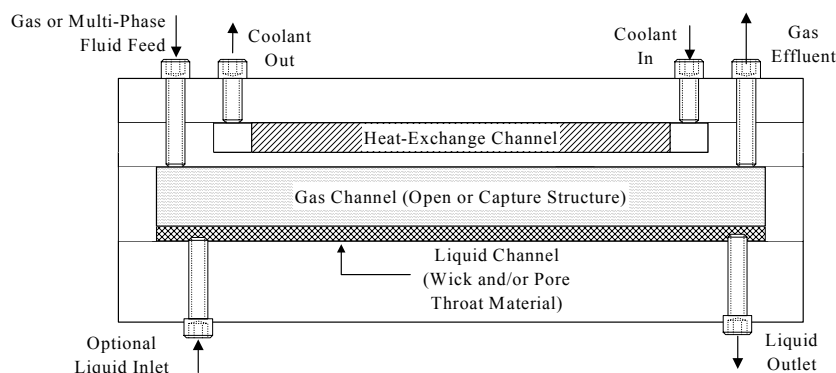 Gas or Multi-Phase
Fluid Feed
Coolant
Out
Coolant
In
Gas
Effluent
Heat-Exchange Channel
Gas Channel (Open or Capture Structure)
Liquid Channel
(Wick and/or Pore
Throat Material)
Optional
Liquid Inlet
Liquid
Outlet